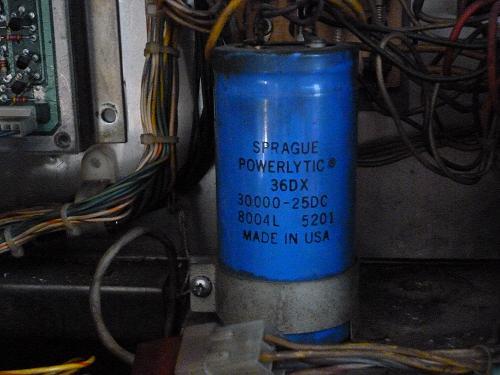 SPRAGUE
POWERLYTIC®
36DX
30000-25DC
8004L 5201
MADE IN USA